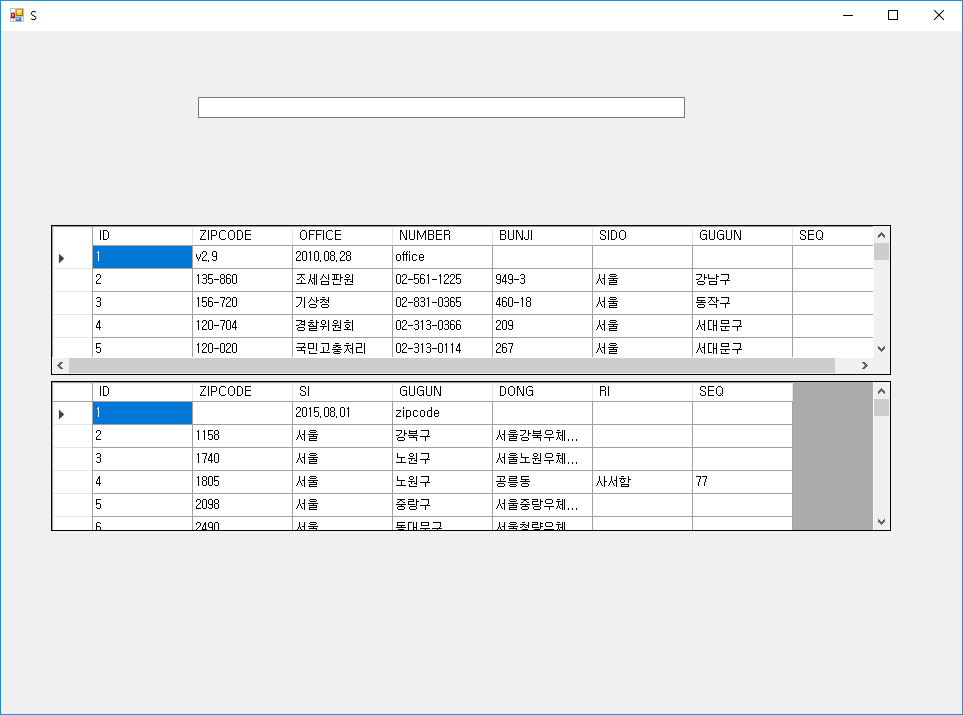 S
ID ZIPCODE OFFICE NUMBER BUNJI SIDO GUGUN SEQ
1 v2,9 2010,08,28 office
2 135-860 조세심판원 02-561-1225 949-3 서울 강남구
3 156-720 기상청 02-831-0365 460-18 서울 동작구
4 120-704 경찰위원회 02-313-0366 209 서울 서대문구
5 120-020 국민고충처리 02-313-0114 267 서울 서대문구
ID ZIPCODE SI GUGUN DONG RI SEQ
1 2015,08,01 zipcode
2 1158 서울 강북구 서울강북우체...
3 1740 서울 노원구 서울노원우체...
4 1805 서울 노원구 공릉동 사서함 77
5 2098 서울 중랑구 서울중랑우체...
6 2490 서울 동대문구 서울청량우체